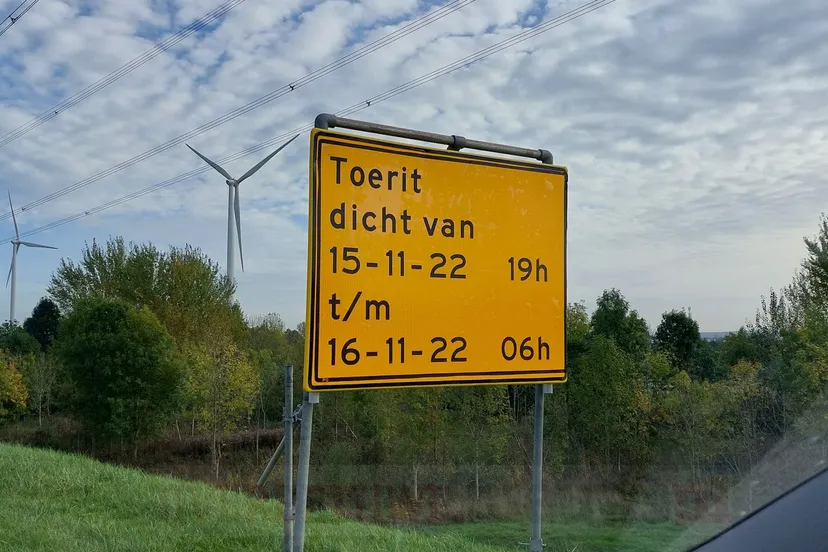 Toerit
dicht van
15-11-22 19h
t/m
16-11-22 06h